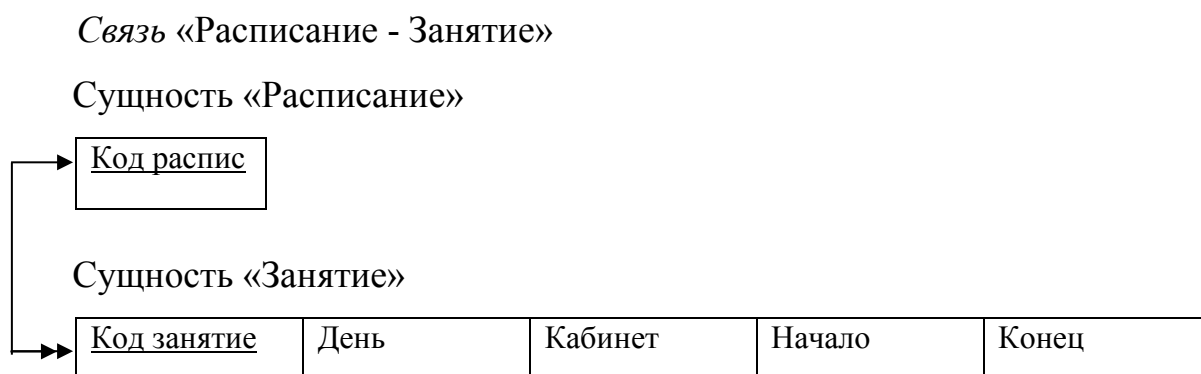 Связь «Расписание - Занятие»
Сущность «Расписание»
Код распис
Сущность «Занятие»
Код занятие День Кабинет Начало Конец